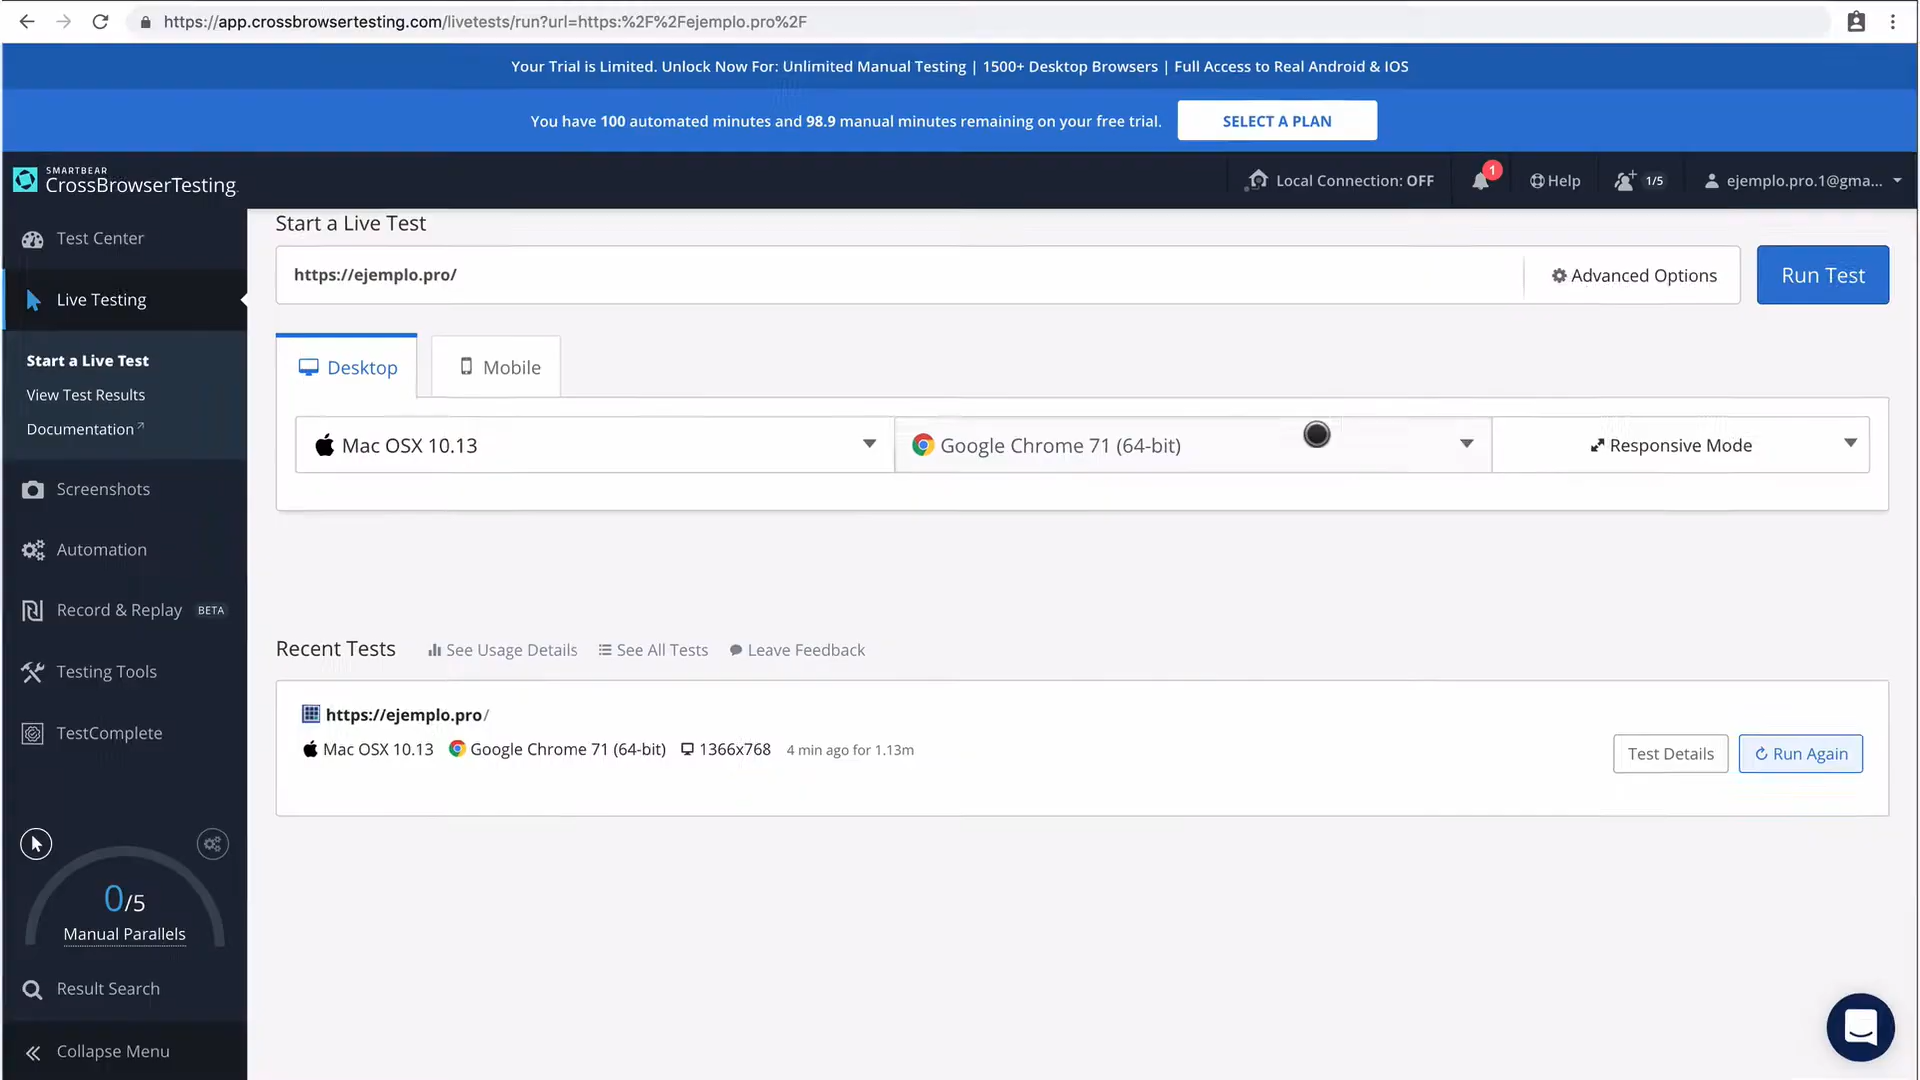 https://app.crossbrowsertesting.com/livetests/run?url=https:%2F%2Fejemplo.pro%2F
Your Trial is Limited. Unlock Now For: Unlimited Manual Testing | 1500+ Desktop Browsers | Full Access to Real Android & IOS
You have 100 automated minutes and 98.9 manual minutes remaining on your free trial.
SELECT A PLAN
SMARTBEAR
CrossBrowserTesting
Local Connection: OFF
1
Help
1/5
ejemplo.pro.1@gma...
Test Center
Live Testing
Start a Live Test
View Test Results
Documentation
Screenshots
Automation
Record & Replay BETA
Testing Tools
TestComplete
0/5
Manual Parallels
Result Search
Collapse Menu
Start a Live Test
https://ejemplo.pro/
Advanced Options
Run Test
Desktop
Mobile
Mac OSX 10.13
Google Chrome 71 (64-bit)
Responsive Mode
Recent Tests
See Usage Details
See All Tests
Leave Feedback
https://ejemplo.pro/
Mac OSX 10.13 Google Chrome 71 (64-bit) 1366x768 4 min ago for 1.13m
Test Details
Run Again